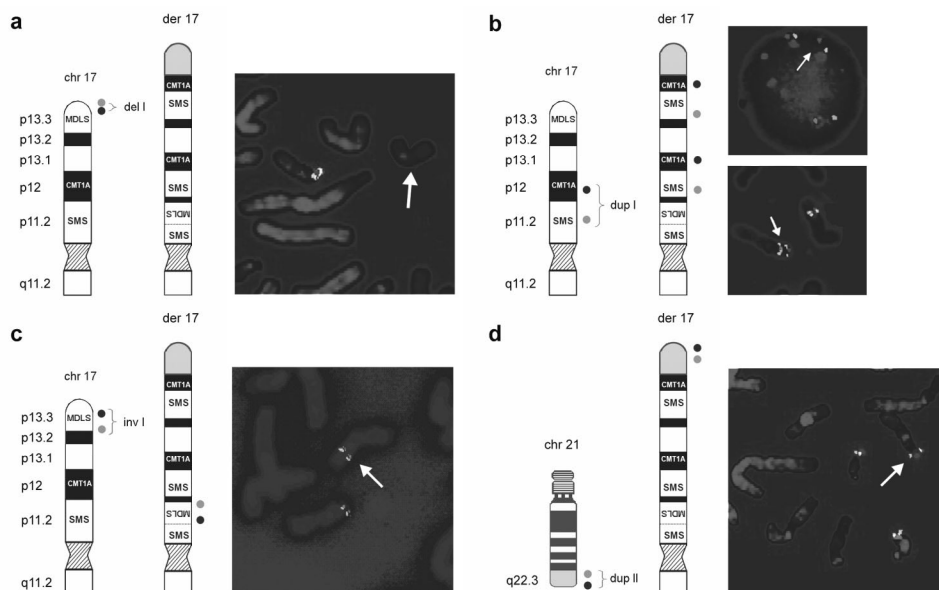 a
der 17
chr 17
CMT1A
SMS
del I
p13.3
MDLS
p13.2
p13.1
CMT1A
p12
CMT1A
SMS
p11.2
SMS
MDLS
SMS
q11.2
b
der 17
chr 17
CMT1A
SMS
p13.3
MDLS
p13.2
p13.1
CMT1A
p12
CMT1A
SMS
dup I
p11.2
SMS
MDLS
SMS
q11.2
c
der 17
chr 17
CMT1A
SMS
p13.3
MDLS
inv I
p13.2
p13.1
CMT1A
p12
CMT1A
SMS
p11.2
SMS
MDLS
SMS
q11.2
d
der 17
CMT1A
SMS
chr 21
CMT1A
SMS
MDLS
SMS
q22.3
dup II